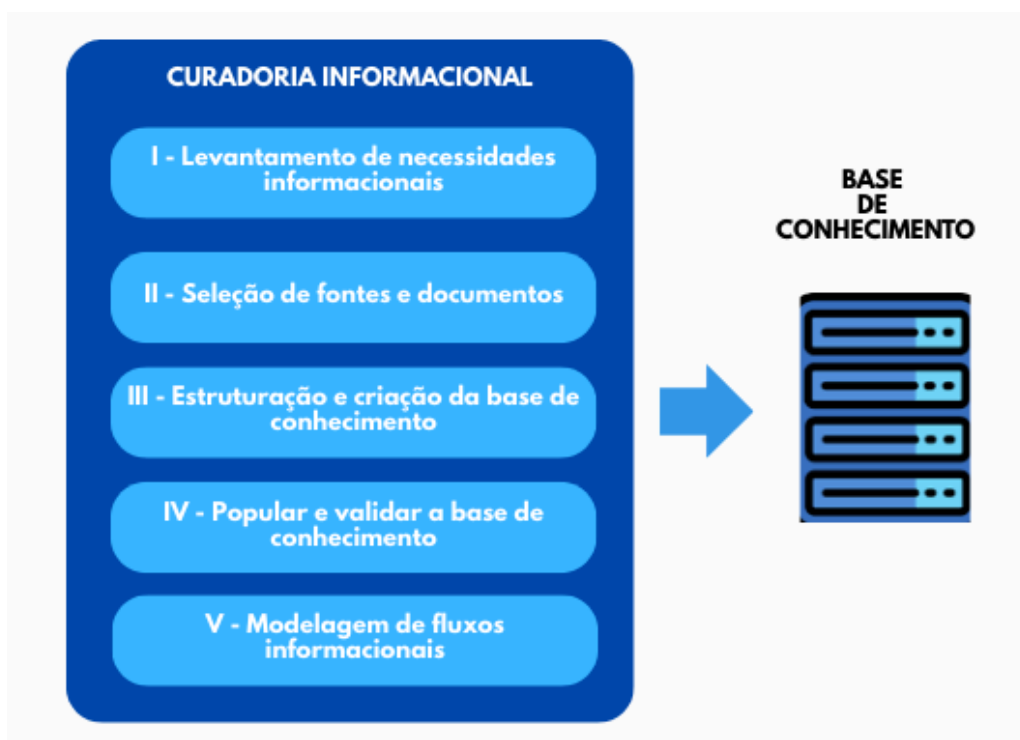 CURADORIA INFORMACIONAL
I - Levantamento de necessidades
informacionais
II - Seleção de fontes e documentos
III - Estruturação e criação da base de
conhecimento
IV - Popular e validar a base de
conhecimento
V - Modelagem de fluxos
informacionais
BASE
DE
CONHECIMENTO